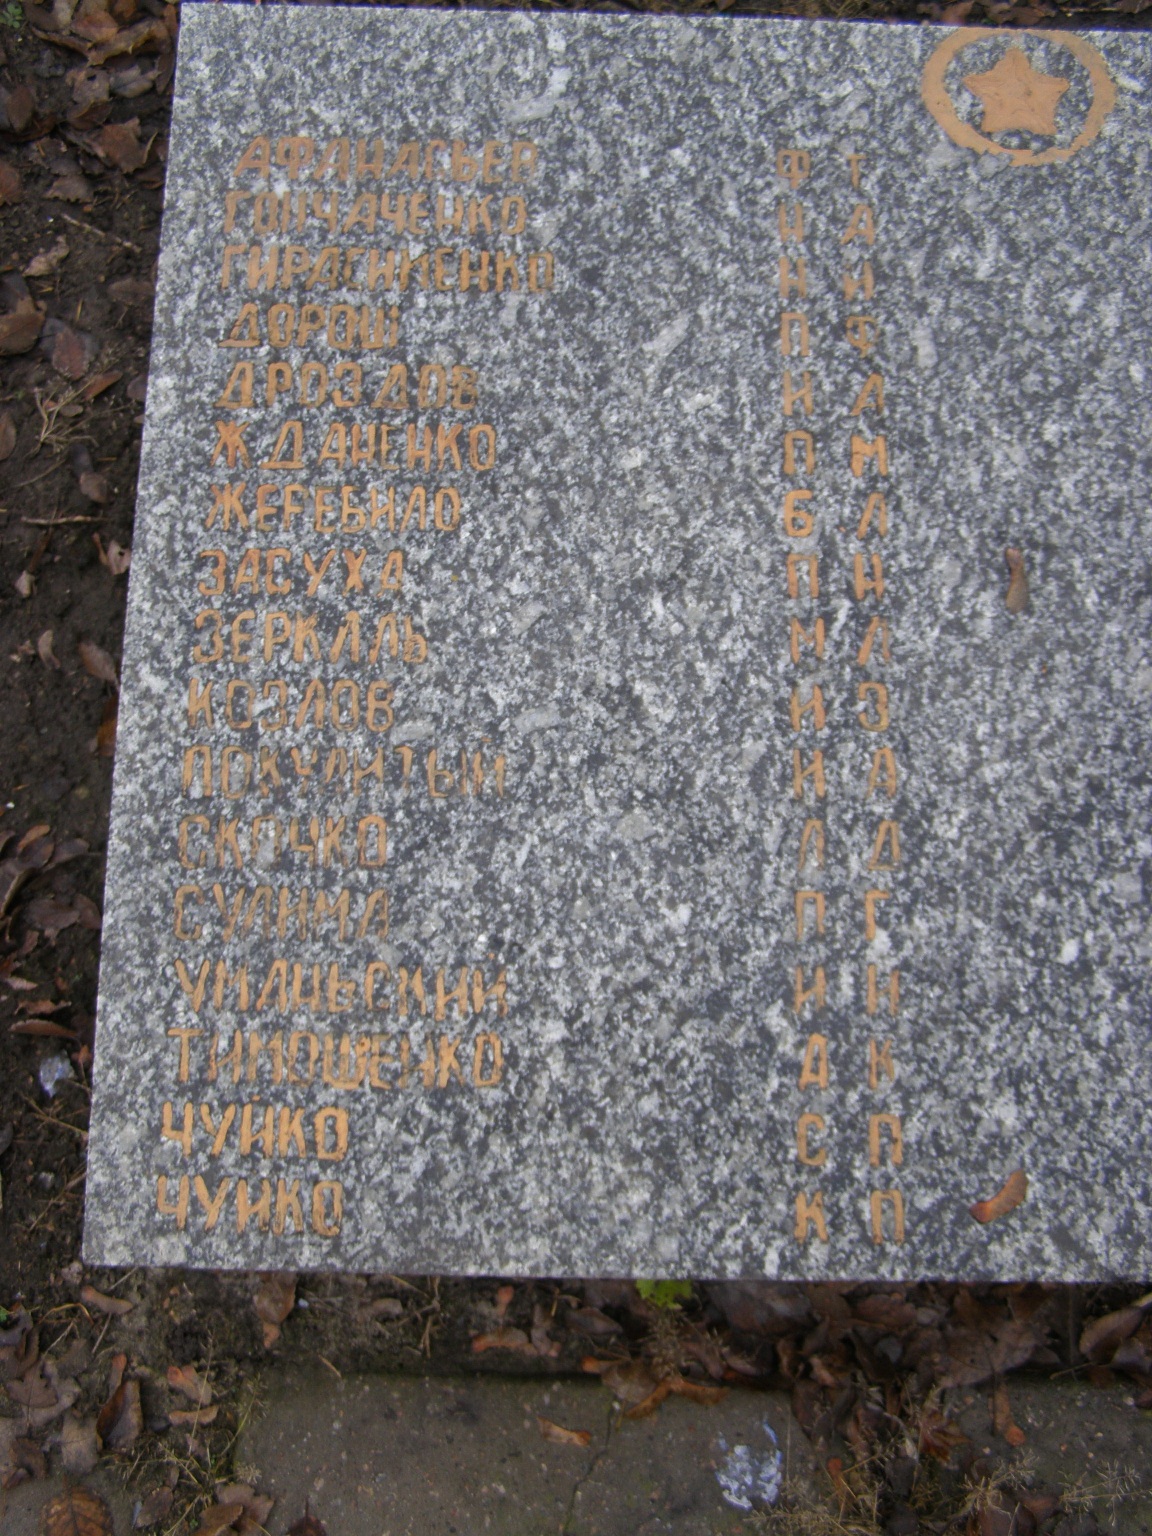 АФАНАСЬЕВ Ф Г
ГОНЧАЧЕНКО И А
ГИРАСИМЕНКО Н Н
ДОРОШ П Ф
ДРОЗДОВ И А
ЖДАНЕНКО П М
ЖЕРЕБИЛО Б Л
ЗАСУХА П Н
ЗЕРКАЛЬ М Л
КОЗЛОВ И З
ПОКУЛИТЫЙ И А
СКОЧКО Л Д
СУЛИМА П Г
УМАНЬСКИЙ И Н
ТИМОШЕНКО А К
ЧУЙКО С П
ЧУЙКО К П